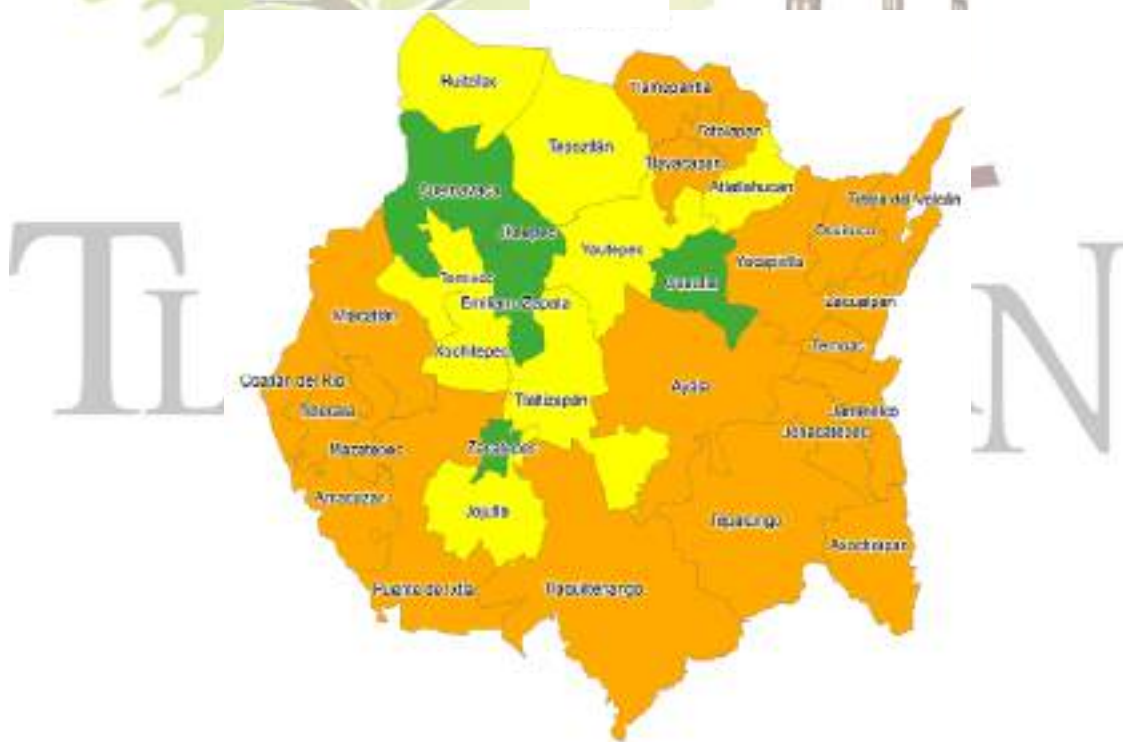 Huitzilac
Tlalnepantla
Totolapan
Tepoztlán
Tlayacapan
Atlatlahucan
Cuernavaca
Tetela del Volcán
Jiutepec
Ocuituco
Yautepec
Yecapixtla
Temixco
Cuautla
Zacualpan
Emiliano Zapata
Miacatlán
Temoac
Xochitepec
Coatlán del Río
Ayala
Tlaltizapán
Tetecala
Jantetelco
Jonacatepec
Mazatepec
Zacatepec
Amacuzac
Jojutla
Tepalcingo
Axochiapan
Puente de Ixtla
Tlaquiltenango